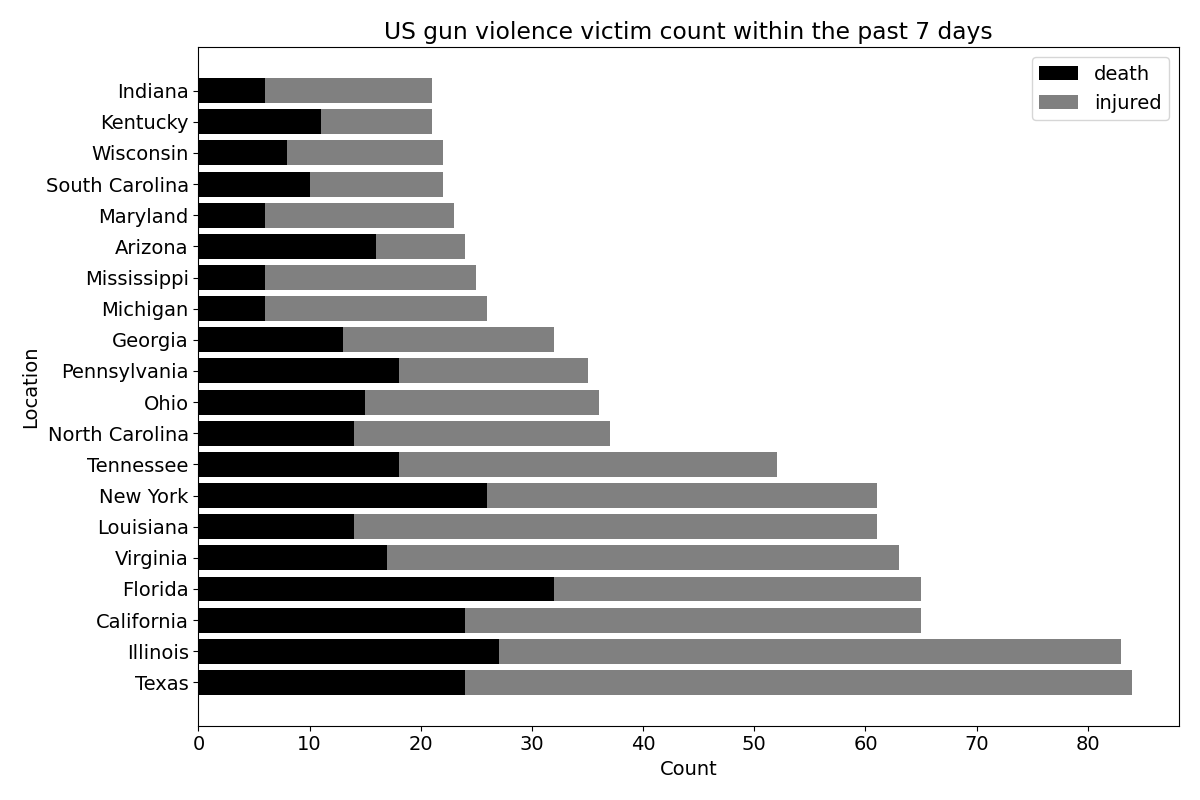 US gun violence victim count within the past 7 days
death
injured
Location
Indiana
Kentucky
Wisconsin
South Carolina
Maryland
Arizona
Mississippi
Michigan
Georgia
Pennsylvania
Ohio
North Carolina
Tennessee
New York
Louisiana
Virginia
Florida
California
Illinois
Texas
0 10 20 30 40 50 60 70 80
Count